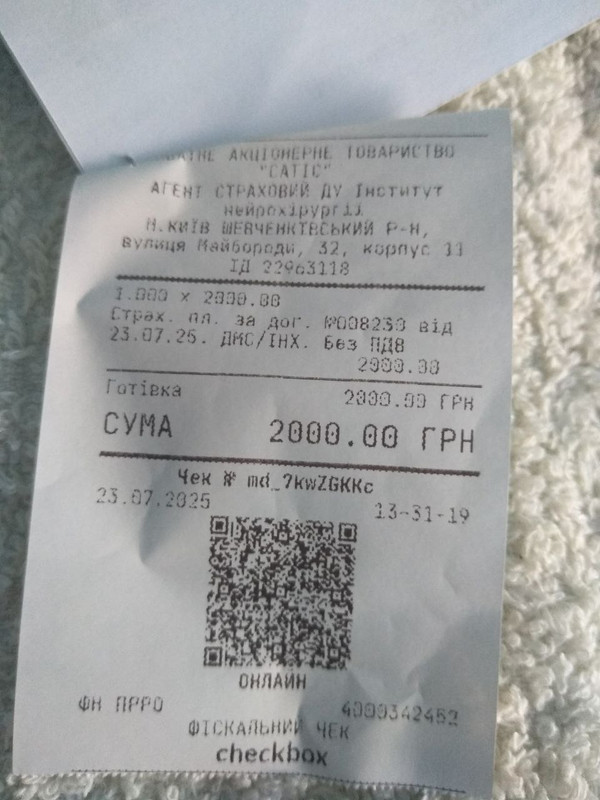 АКЦІОНЕРНЕ ТОВАРИСТВО
"САТІС"
АГЕНТ СТРАХОВИЙ ДУ Інститут
нейрохірургії
М.КИЇВ ШЕВЧЕНКІВСЬКИЙ Р-Н,
вулиця Майбороди, 32, корпус 11
ІД 22963118
1.000 x 2000.00
Страх. пл. за дог. №008230 від
23.07.25. ДМС/ІНХ. Без ПДВ
2000.00
Готівка 2000.00 ГРН
СУМА 2000.00 ГРН
Чек № md_7kwZGKKc
23.07.2025 13-31-19
ОНЛАЙН
ФН ПРРО 4000342452
ФІСКАЛЬНИЙ ЧЕК
checkbox